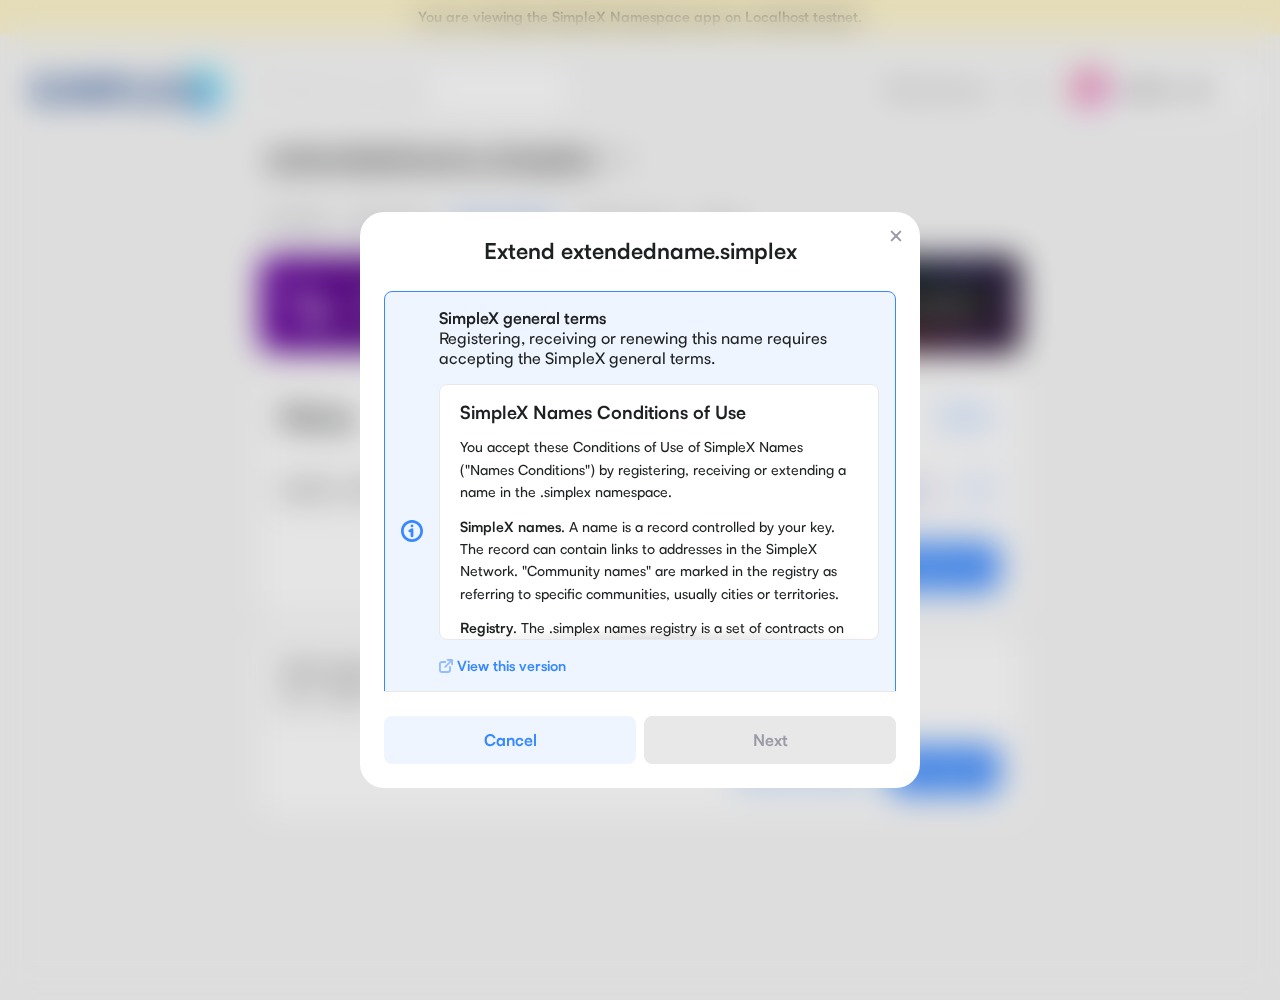 You are viewing the SimpleX Namespace app on Localhost testnet.
Extend extendedname.simplex
SimpleX general terms
Registering, receiving or renewing this name requires
accepting the SimpleX general terms.
SimpleX Names Conditions of Use
You accept these Conditions of Use of SimpleX Names
("Names Conditions") by registering, receiving or extending a
name in the .simplex namespace.
SimpleX names. A name is a record controlled by your key.
The record can contain links to addresses in the SimpleX
Network. "Community names" are marked in the registry as
referring to specific communities, usually cities or territories.
Registry. The .simplex names registry is a set of contracts on
View this version
Cancel
Next